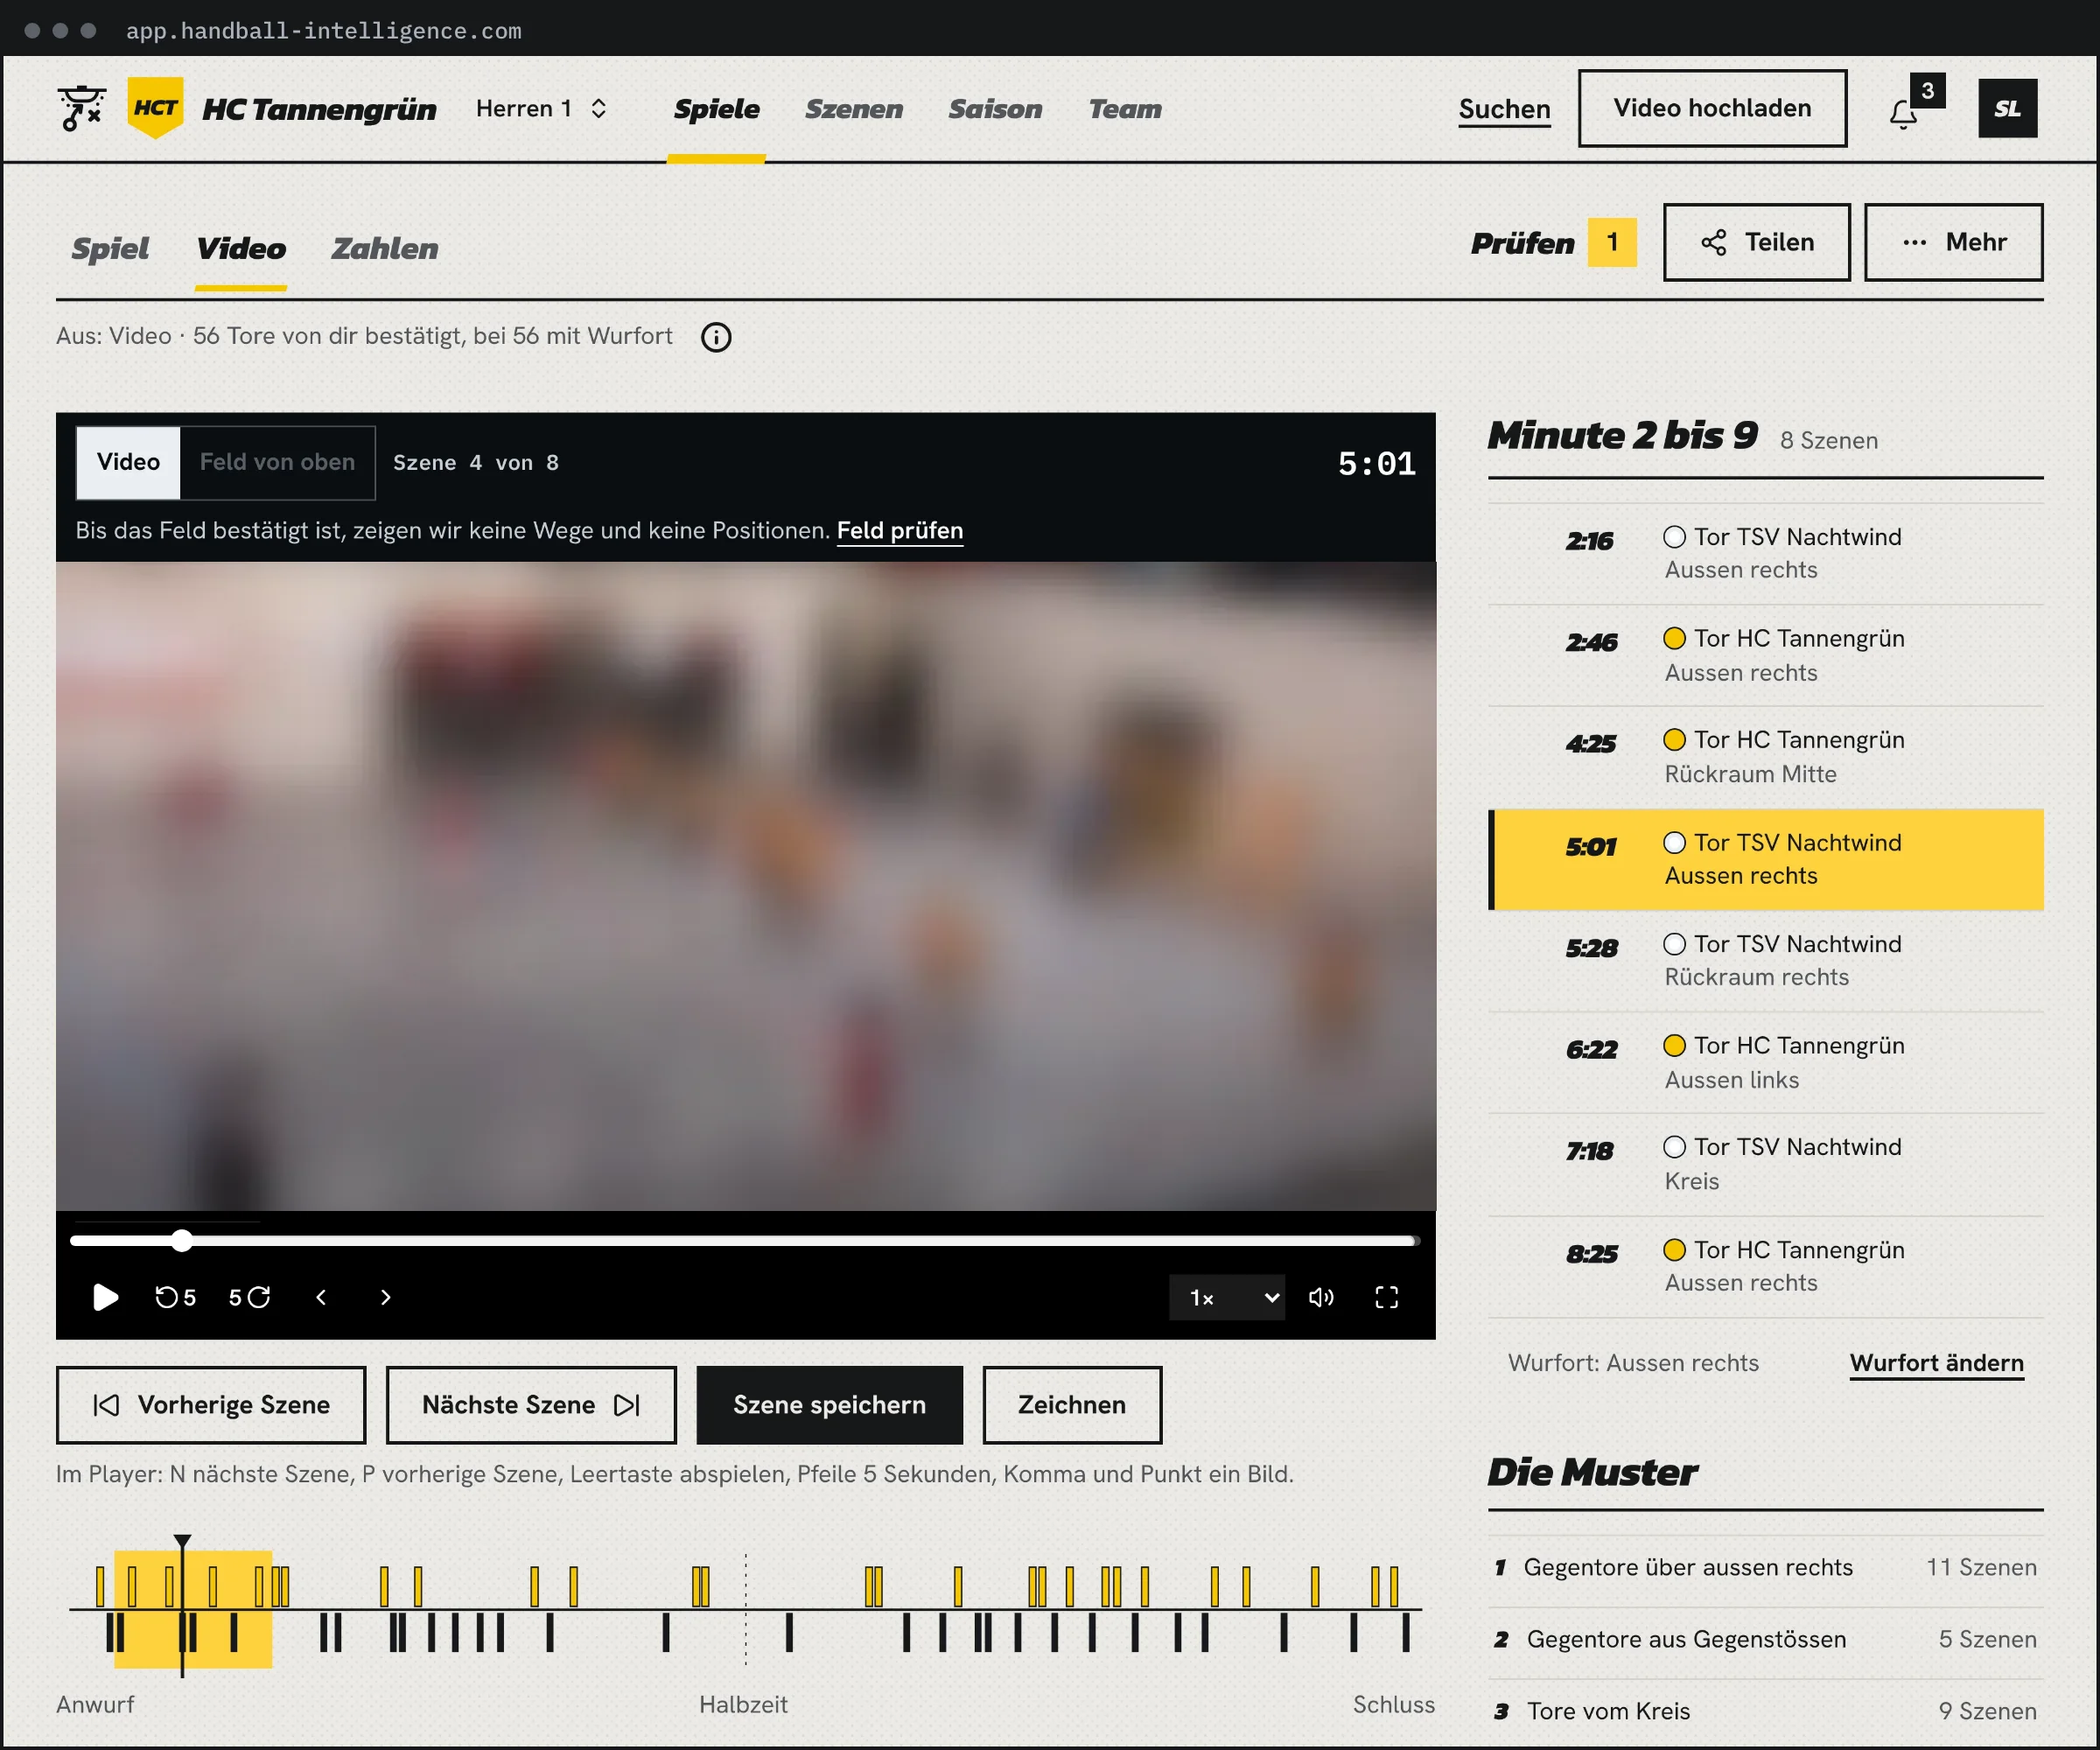 app.handball-intelligence.com
HCT HC Tannengrün Herren 1 Spiele Szenen Saison Team Suchen Video hochladen 3 SL
Spiel Video Zahlen Prüfen 1 Teilen Mehr
Aus: Video · 56 Tore von dir bestätigt, bei 56 mit Wurfort
Video Feld von oben Szene 4 von 8 5:01
Bis das Feld bestätigt ist, zeigen wir keine Wege und keine Positionen. Feld prüfen
5 5 1x
Vorherige Szene Nächste Szene Szene speichern Zeichnen
Im Player: N nächste Szene, P vorherige Szene, Leertaste abspielen, Pfeile 5 Sekunden, Komma und Punkt ein Bild.
Anwurf Halbzeit Schluss
Minute 2 bis 9 8 Szenen
2:16 Tor TSV Nachtwind
Aussen rechts
2:46 Tor HC Tannengrün
Aussen rechts
4:25 Tor HC Tannengrün
Rückraum Mitte
5:01 Tor TSV Nachtwind
Aussen rechts
5:28 Tor TSV Nachtwind
Rückraum rechts
6:22 Tor HC Tannengrün
Aussen links
7:18 Tor TSV Nachtwind
Kreis
8:25 Tor HC Tannengrün
Aussen rechts
Wurfort: Aussen rechts Wurfort ändern
Die Muster
1 Gegentore über aussen rechts 11 Szenen
2 Gegentore aus Gegenstössen 5 Szenen
3 Tore vom Kreis 9 Szenen